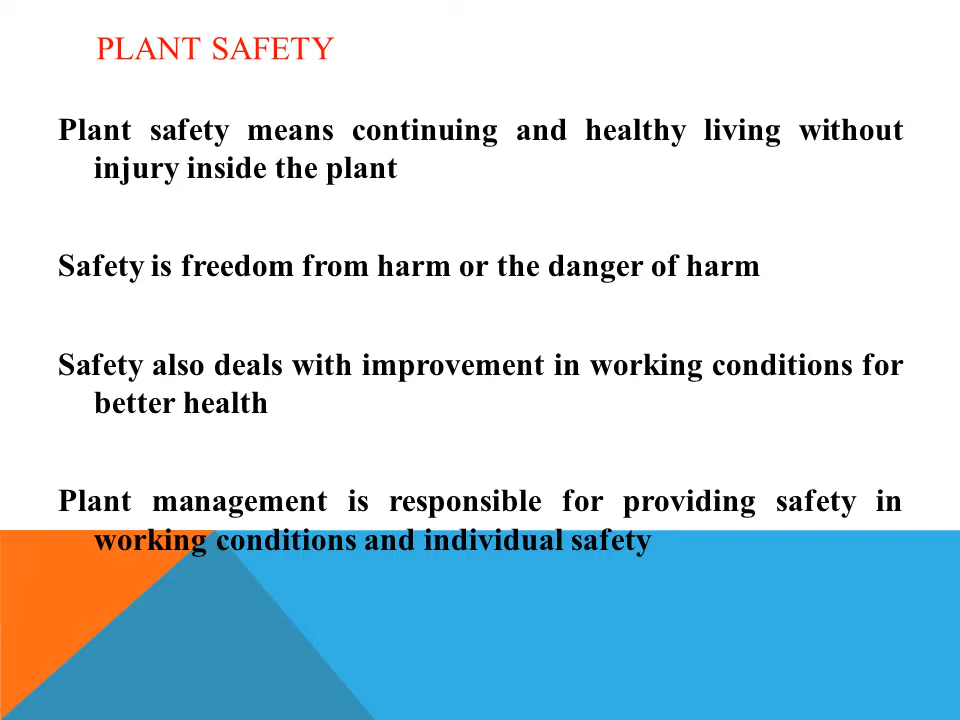 PLANT SAFETY
Plant safety means continuing and healthy living without
injury inside the plant
Safety is freedom from harm or the danger of harm
Safety also deals with improvement in working conditions for
better health
Plant management is responsible for providing safety in
working conditions and individual safety